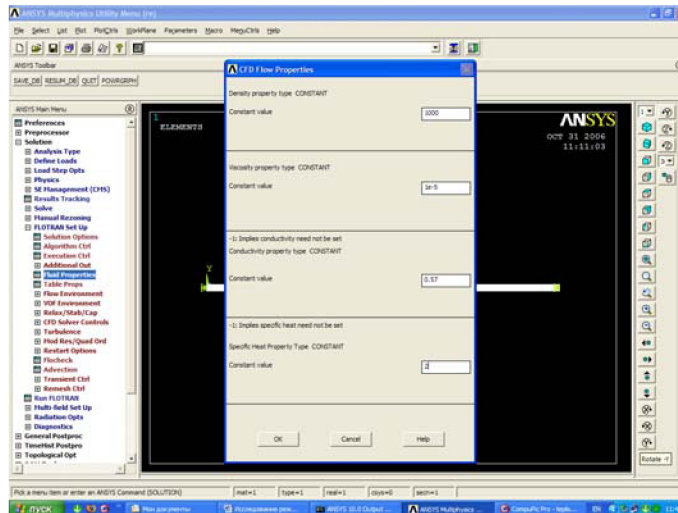 ANSYS Multiphysics Utility Menu (re)
File Select List Plot PlotCtrls WorkPlane Parameters Macro MenuCtrls Help
ANSYS Toolbar
SAVE_DB RESUM_DB QUIT POWRGRPH
ANSYS Main Menu
Preferences
Preprocessor
Solution
Analysis Type
Define Loads
Load Step Opts
Physics
SE Management (CMS)
Results Tracking
Solve
Manual Rezoning
FLOTRAN Set Up
Solution Options
Algorithm Ctrl
Execution Ctrl
Additional Out
Fluid Properties
Table Props
Flow Environment
VOF Environment
Relax/Stab/Cap
CFD Solver Controls
Turbulence
Mod Res/Quad Ord
Restart Options
Flocheck
Advection
Transient Ctrl
Remesh Ctrl
Run FLOTRAN
Multi-field Set Up
Radiation Opts
Diagnostics
General Postproc
TimeHist Postpro
Topological Opt
1
ELEMENTS
Y
ANSYS
OCT 31 2006
11:11:03
CFD Flow Properties
Density property type CONSTANT
Constant value
1000
Viscosity property type CONSTANT
Constant value
1e-5
-1: Implies conductivity need not be set
Conductivity property type CONSTANT
Constant value
0.57
-1: Implies specific heat need not be set
Specific Heat Property Type CONSTANT
Constant value
2
OK Cancel Help
1
3
Rotate
Pick a menu item or enter an ANSYS Command (SOLUTION)
mat=1 type=1 real=1 csys=0 secn=1
пуск
Мои документы
Исследование реж...
ANSYS 10.0 Output ...
ANSYS Multiphysics ...
CompuPic Pro - teplo...
EN